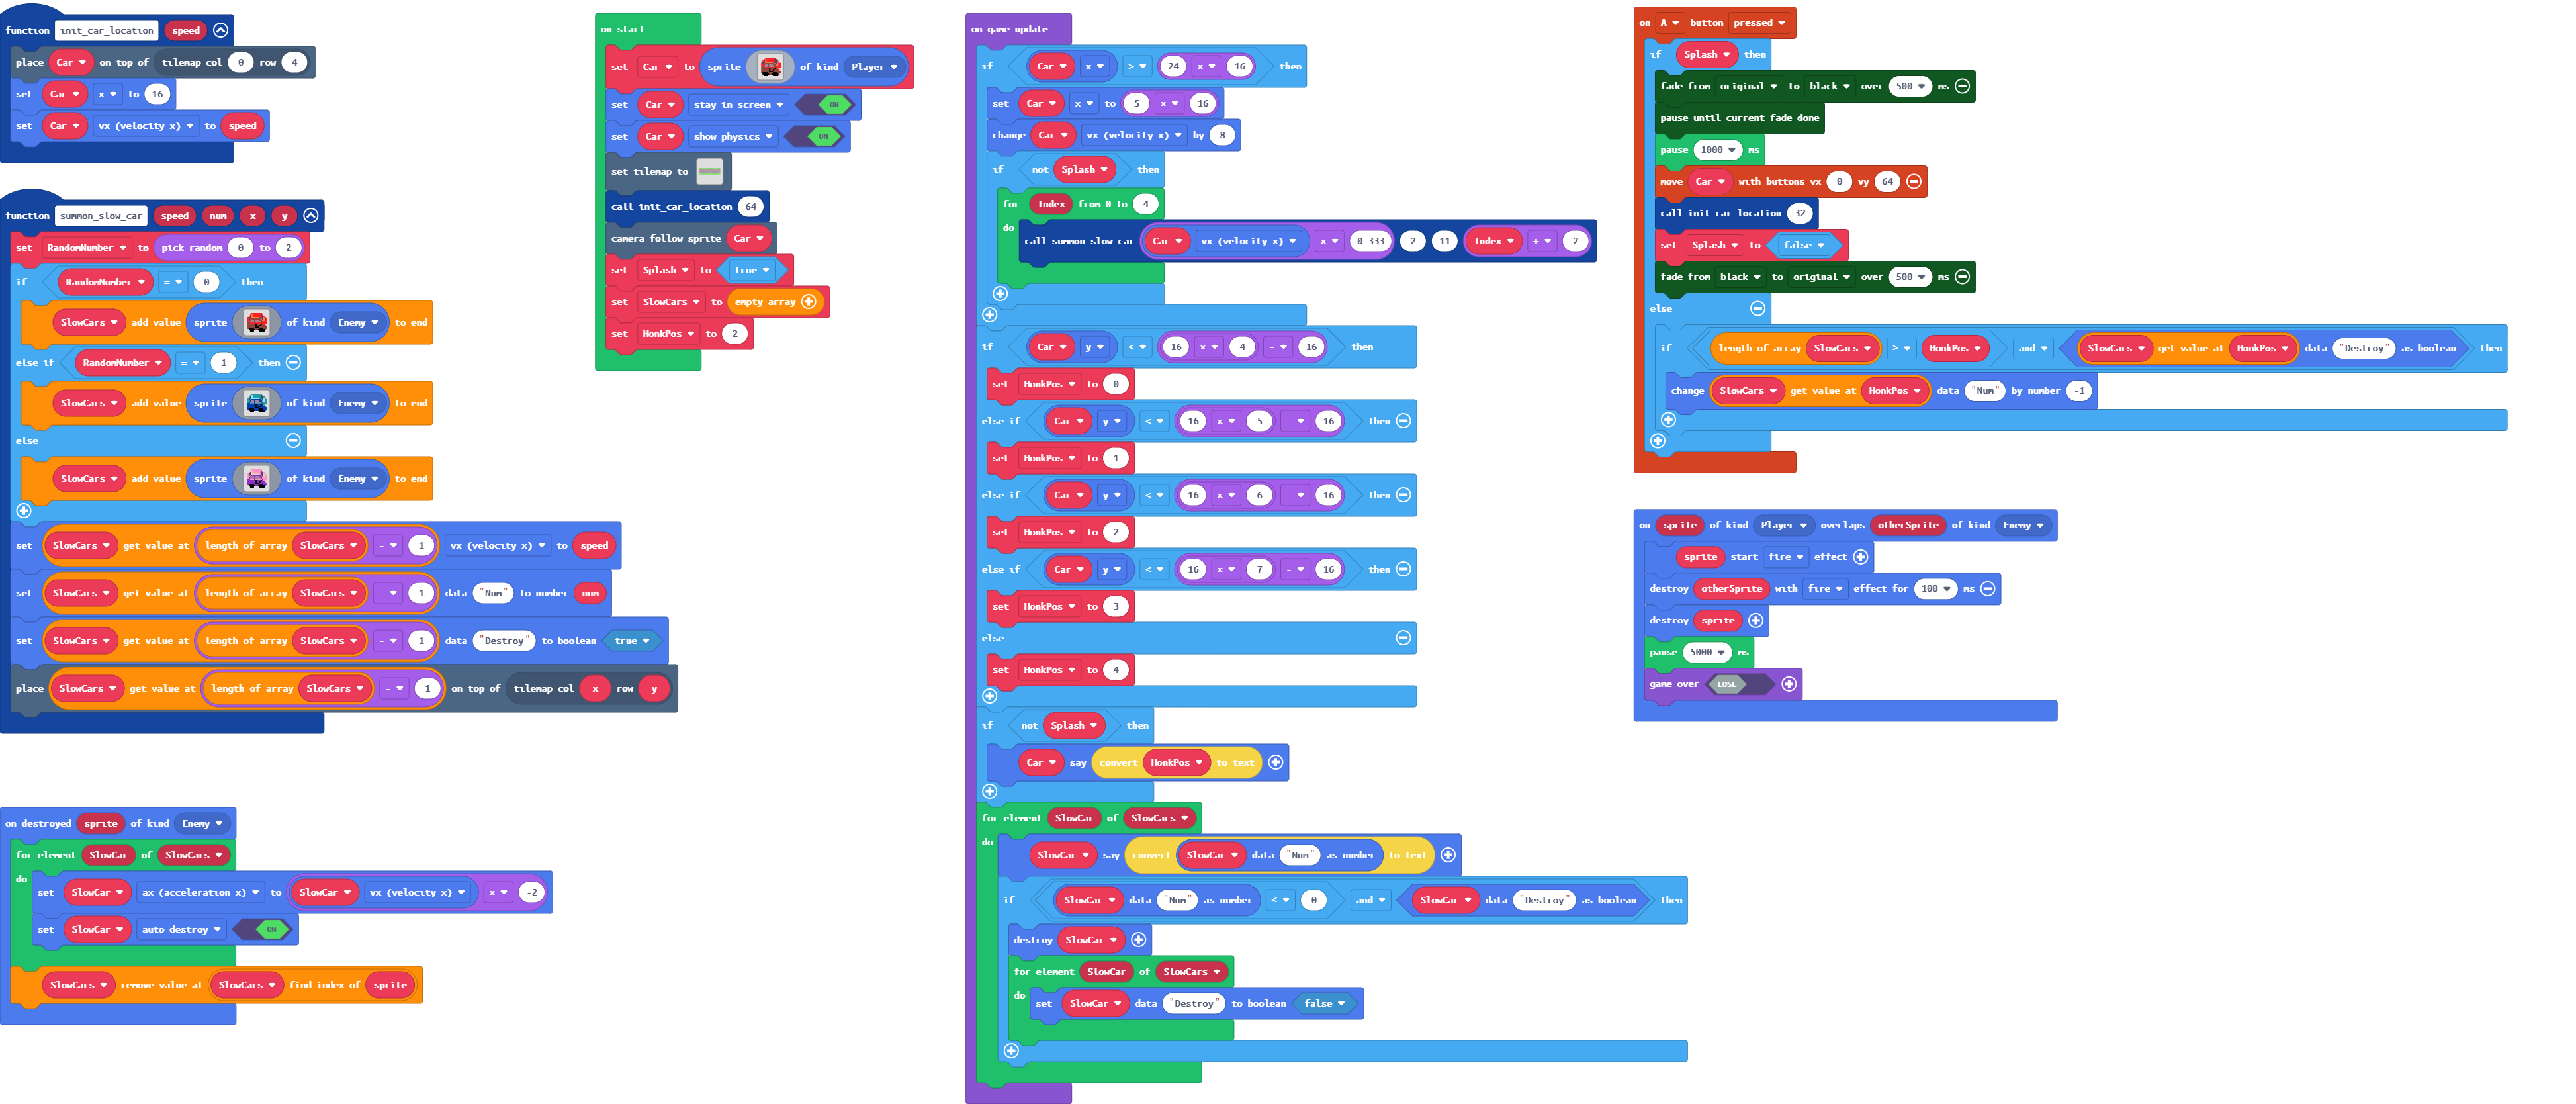 function init_car_location speed
place Car on top of tilemap col 0 row 4
set Car x to 16
set Car vx (velocity x) to speed
function summon_slow_car speed num x y
set RandomNumber to pick random 0 to 2
if RandomNumber = 0 then
SlowCars add value sprite of kind Enemy to end
else if RandomNumber = 1 then
SlowCars add value sprite of kind Enemy to end
else
SlowCars add value sprite of kind Enemy to end
set SlowCars get value at length of array SlowCars - 1 vx (velocity x) to speed
set SlowCars get value at length of array SlowCars - 1 data "Num" to number num
set SlowCars get value at length of array SlowCars - 1 data "Destroy" to boolean true
place SlowCars get value at length of array SlowCars - 1 on top of tilemap col x row y
on destroyed sprite of kind Enemy
for element SlowCar of SlowCars
do
set SlowCar ax (acceleration x) to SlowCar vx (velocity x) × -2
set SlowCar auto destroy ON
SlowCars remove value at SlowCars find index of sprite
on start
set Car to sprite of kind Player
set Car stay in screen ON
set Car show physics ON
set tilemap to
call init_car_location 64
camera follow sprite Car
set Splash to true
set SlowCars to empty array
set HonkPos to 2
on game update
if Car x > 24 × 16 then
set Car x to 5 × 16
change Car vx (velocity x) by 8
if not Splash then
for Index from 0 to 4
do call summon_slow_car Car vx (velocity x) × 0.333 2 11 Index + 2
if Car y < 16 × 4 - 16 then
set HonkPos to 0
else if Car y < 16 × 5 - 16 then
set HonkPos to 1
else if Car y < 16 × 6 - 16 then
set HonkPos to 2
else if Car y < 16 × 7 - 16 then
set HonkPos to 3
else
set HonkPos to 4
if not Splash then
Car say convert HonkPos to text
for element SlowCar of SlowCars
do
SlowCar say convert SlowCar data "Num" as number to text
if SlowCar data "Num" as number ≤ 0 and SlowCar data "Destroy" as boolean then
destroy SlowCar
for element SlowCar of SlowCars
do set SlowCar data "Destroy" to boolean false
on A button pressed
if Splash then
fade from original to black over 500 ms
pause until current fade done
pause 1000 ms
move Car with buttons vx 0 vy 64
call init_car_location 32
set Splash to false
fade from black to original over 500 ms
else
if length of array SlowCars ≥ HonkPos and SlowCars get value at HonkPos data "Destroy" as boolean then
change SlowCars get value at HonkPos data "Num" by number -1
on sprite of kind Player overlaps otherSprite of kind Enemy
sprite start fire effect
destroy otherSprite with fire effect for 100 ms
destroy sprite
pause 5000 ms
game over LOSE